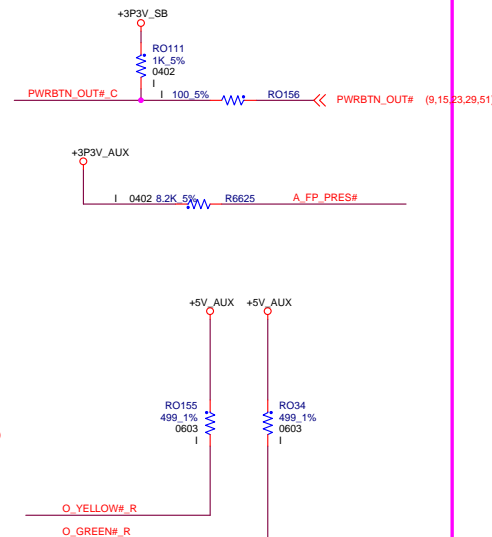 +3P3V_SB
RO111
1K_5%
0402
I
PWRBTN_OUT#_C
I 100_5%
RO156
PWRBTN_OUT# (9,15,23,29,51)
+3P3V_AUX
I 0402 8.2K_5%
R6625
A_FP_PRES#
+5V_AUX
+5V_AUX
RO155
499_1%
0603
I
RO34
499_1%
0603
I
O_YELLOW#_R
O_GREEN#_R